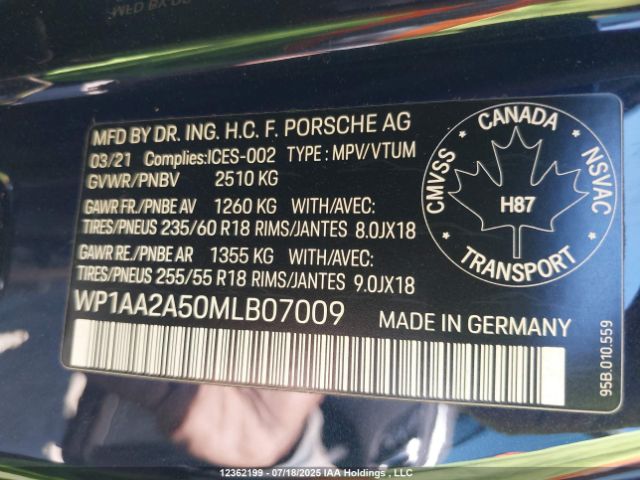 MFD BY DR. ING. H.C. F. PORSCHE AG
03/21 Complies:ICES-002 TYPE : MPV/VTUM
GVWR/PNBV 2510 KG
GAWR FR./PNBE AV 1260 KG WITH/AVEC:
TIRES/PNEUS 235/60 R18 RIMS/JANTES 8.0JX18
GAWR RE./PNBE AR 1355 KG WITH/AVEC:
TIRES/PNEUS 255/55 R18 RIMS/JANTES 9.0JX18
WP1AA2A50MLB07009
MADE IN GERMANY
CANADA
CMVSS
NSVAC
H87
TRANSPORT
95B.010.559
12362199 - 07/18/2025 IAA Holdings , LLC